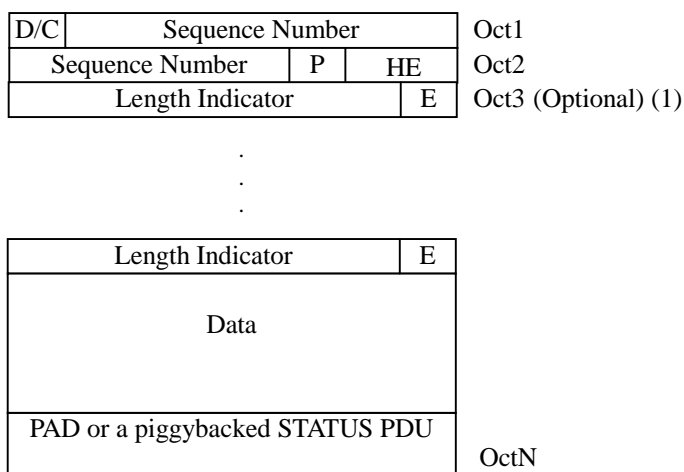 D/C Sequence Number Oct1
Sequence Number P HE Oct2
Length Indicator E Oct3 (Optional) (1)
.
.
.
Length Indicator E
Data
PAD or a piggybacked STATUS PDU
OctN